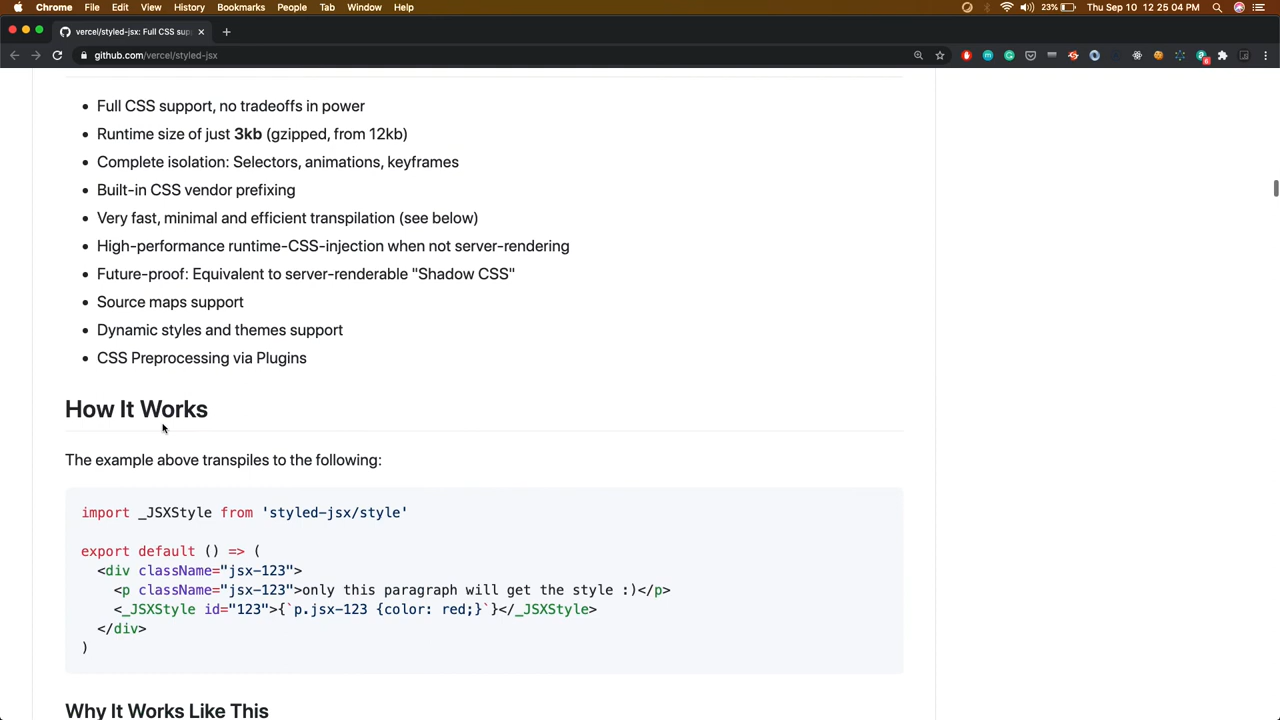 Chrome File Edit View History Bookmarks People Tab Window Help 23% Thu Sep 10 12 25 04 PM
vercel/styled-jsx: Full CSS sup
github.com/vercel/styled-jsx
Full CSS support, no tradeoffs in power
Runtime size of just 3kb (gzipped, from 12kb)
Complete isolation: Selectors, animations, keyframes
Built-in CSS vendor prefixing
Very fast, minimal and efficient transpilation (see below)
High-performance runtime-CSS-injection when not server-rendering
Future-proof: Equivalent to server-renderable "Shadow CSS"
Source maps support
Dynamic styles and themes support
CSS Preprocessing via Plugins
How It Works
The example above transpiles to the following:
import _JSXStyle from 'styled-jsx/style'
export default () => (
<div className="jsx-123">
<p className="jsx-123">only this paragraph will get the style :)</p>
<_JSXStyle id="123">{`p.jsx-123 {color: red;}`}</_JSXStyle>
</div>
)
Why It Works Like This